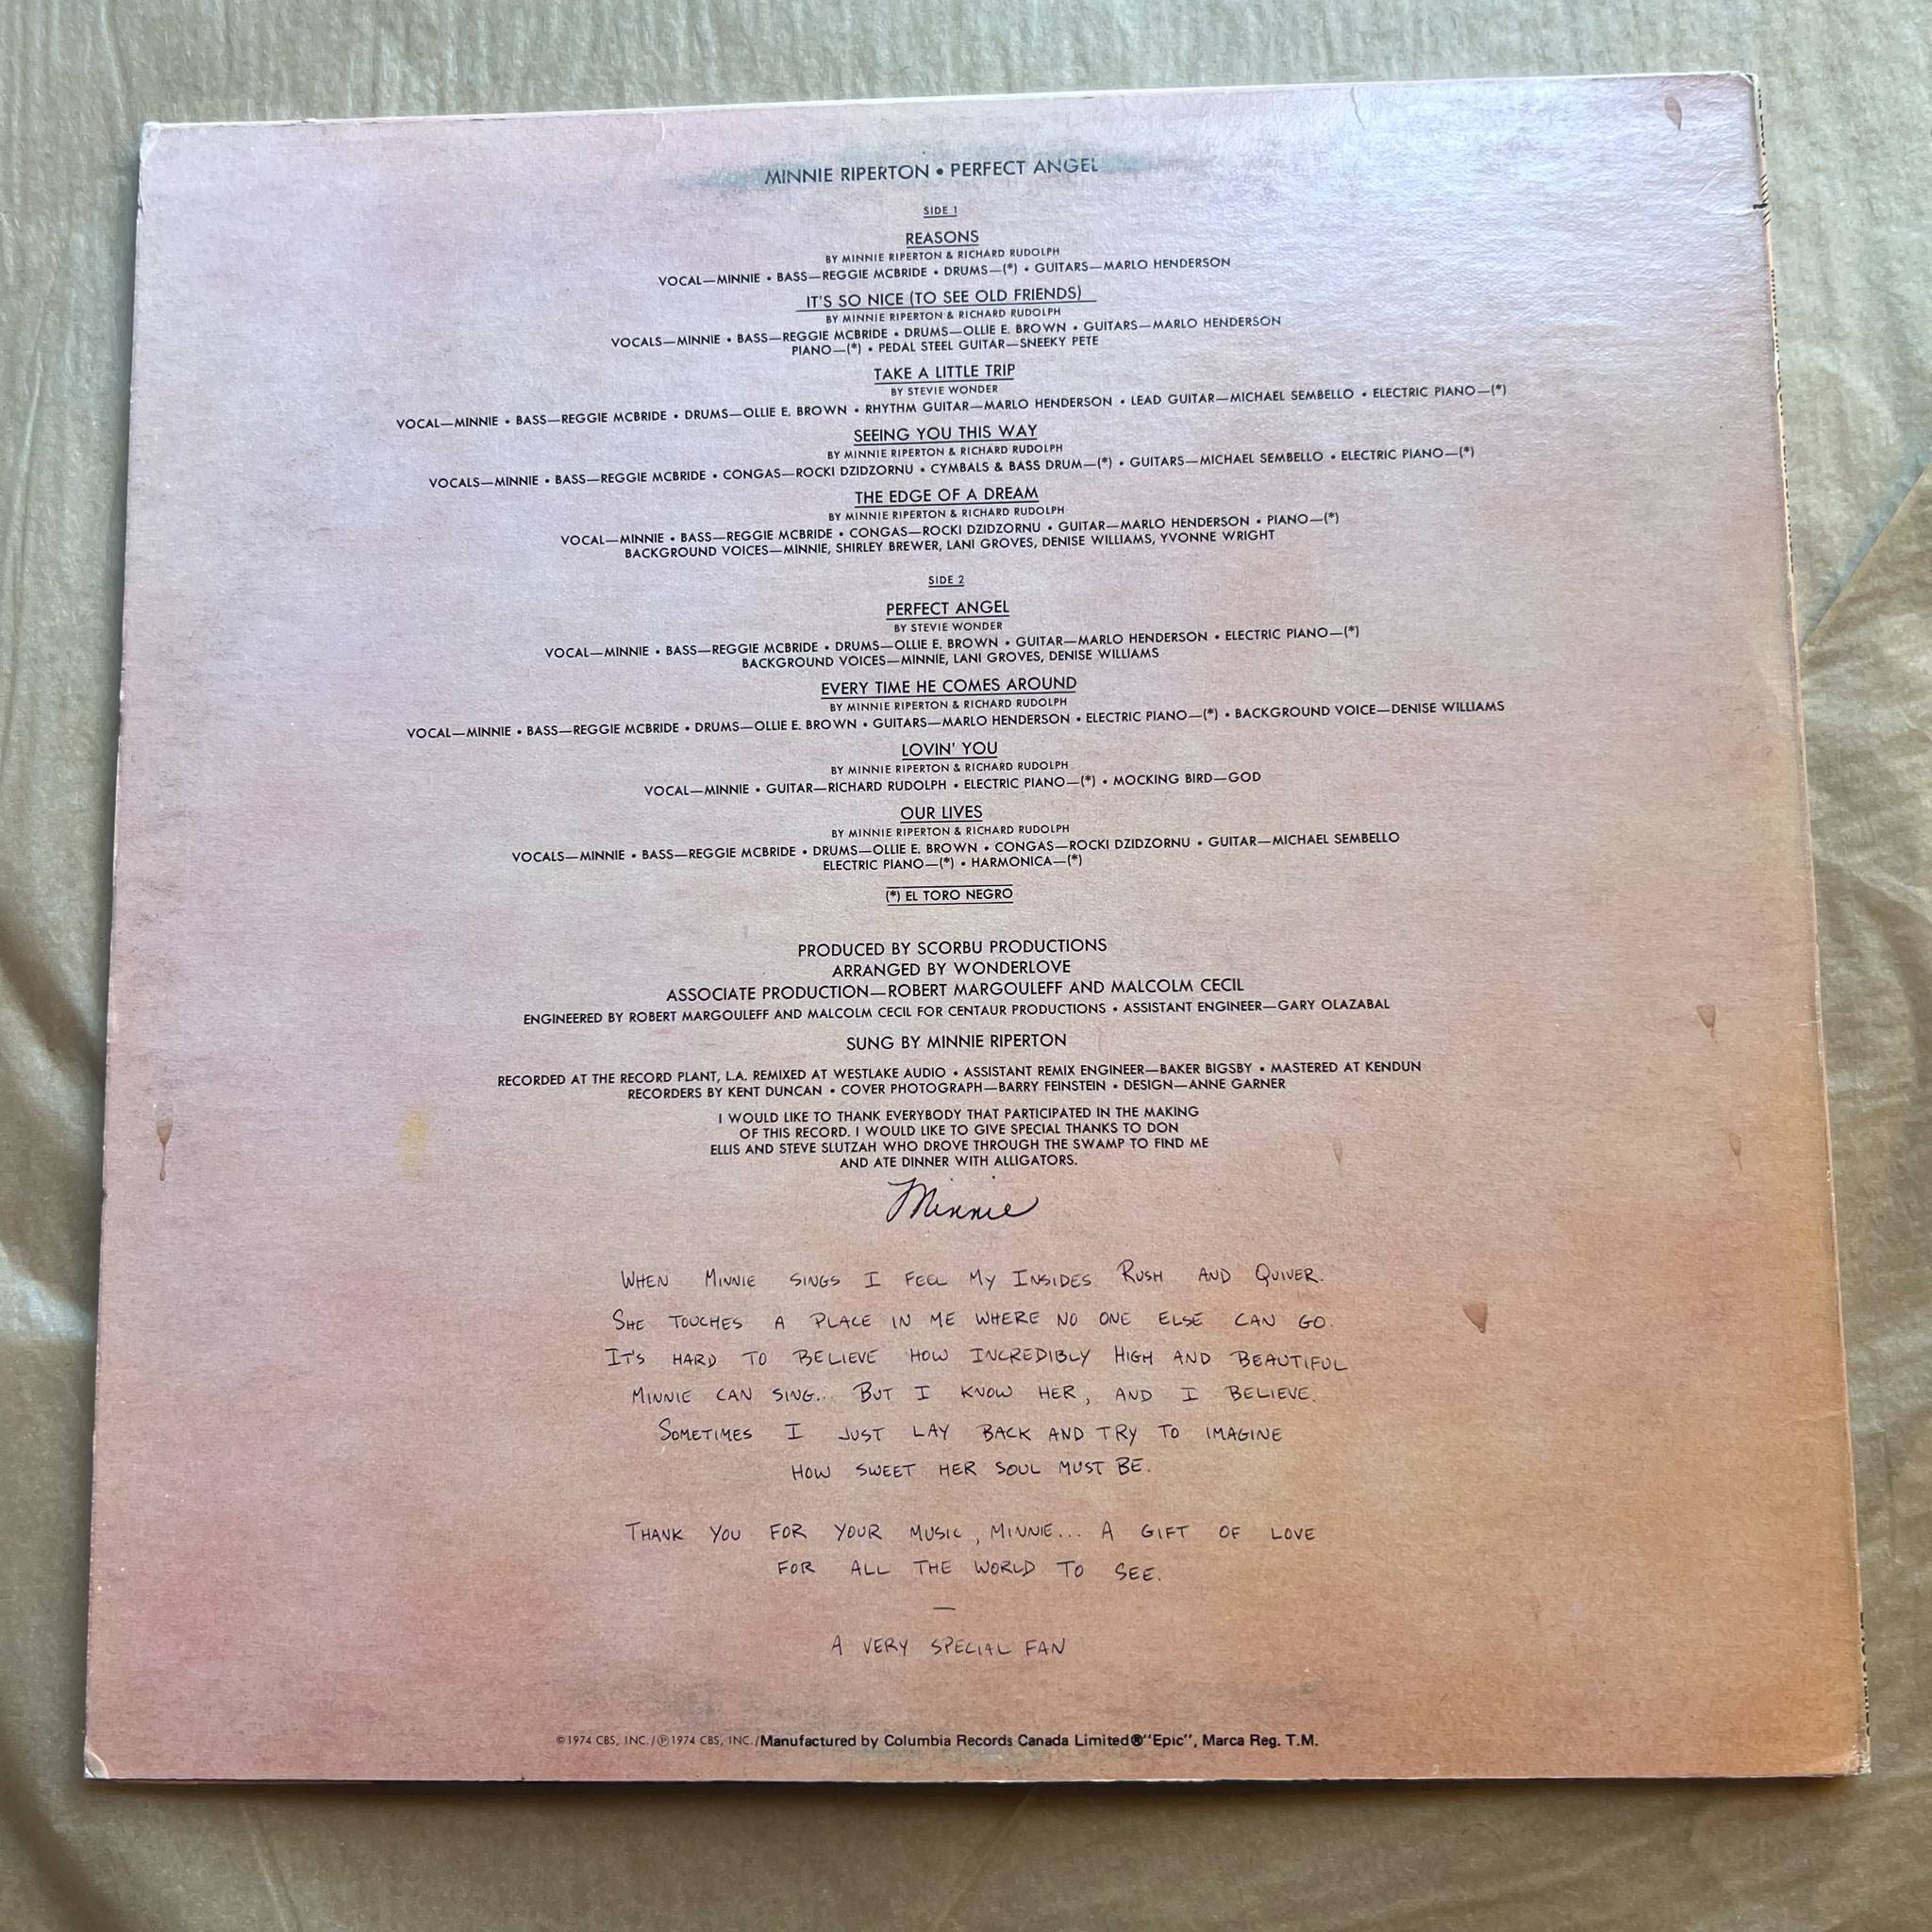 MINNIE RIPERTON • PERFECT ANGEL
SIDE 1
REASONS
BY MINNIE RIPERTON & RICHARD RUDOLPH
VOCAL—MINNIE • BASS—REGGIE MCBRIDE • DRUMS—(*) • GUITARS—MARLO HENDERSON
IT'S SO NICE (TO SEE OLD FRIENDS)
BY MINNIE RIPERTON & RICHARD RUDOLPH
VOCALS—MINNIE • BASS—REGGIE MCBRIDE • DRUMS—OLLIE E. BROWN • GUITARS—MARLO HENDERSON
PIANO—(*) • PEDAL STEEL GUITAR—SNEEKY PETE
TAKE A LITTLE TRIP
BY STEVIE WONDER
VOCAL—MINNIE • BASS—REGGIE MCBRIDE • DRUMS—OLLIE E. BROWN • RHYTHM GUITAR—MARLO HENDERSON • LEAD GUITAR—MICHAEL SEMBELLO • ELECTRIC PIANO—(*)
SEEING YOU THIS WAY
BY MINNIE RIPERTON & RICHARD RUDOLPH
VOCALS—MINNIE • BASS—REGGIE MCBRIDE • CONGAS—ROCKI DZIDZORNU • CYMBALS & BASS DRUM—(*) • GUITARS—MICHAEL SEMBELLO • ELECTRIC PIANO—(*)
THE EDGE OF A DREAM
BY MINNIE RIPERTON & RICHARD RUDOLPH
VOCAL—MINNIE • BASS—REGGIE MCBRIDE • CONGAS—ROCKI DZIDZORNU • GUITAR—MARLO HENDERSON • PIANO—(*)
BACKGROUND VOICES—MINNIE, SHIRLEY BREWER, LANI GROVES, DENISE WILLIAMS, YVONNE WRIGHT
SIDE 2
PERFECT ANGEL
BY STEVIE WONDER
VOCAL—MINNIE • BASS—REGGIE MCBRIDE • DRUMS—OLLIE E. BROWN • GUITAR—MARLO HENDERSON • ELECTRIC PIANO—(*)
BACKGROUND VOICES—MINNIE, LANI GROVES, DENISE WILLIAMS
EVERY TIME HE COMES AROUND
BY MINNIE RIPERTON & RICHARD RUDOLPH
VOCAL—MINNIE • BASS—REGGIE MCBRIDE • DRUMS—OLLIE E. BROWN • GUITARS—MARLO HENDERSON • ELECTRIC PIANO—(*) • BACKGROUND VOICE—DENISE WILLIAMS
LOVIN' YOU
BY MINNIE RIPERTON & RICHARD RUDOLPH
VOCAL—MINNIE • GUITAR—RICHARD RUDOLPH • ELECTRIC PIANO—(*) • MOCKING BIRD—GOD
OUR LIVES
BY MINNIE RIPERTON & RICHARD RUDOLPH
VOCALS—MINNIE • BASS—REGGIE MCBRIDE • DRUMS—OLLIE E. BROWN • CONGAS—ROCKI DZIDZORNU • GUITAR—MICHAEL SEMBELLO
ELECTRIC PIANO—(*) • HARMONICA—(*)
(*) EL TORO NEGRO
PRODUCED BY SCORBU PRODUCTIONS
ARRANGED BY WONDERLOVE
ASSOCIATE PRODUCTION—ROBERT MARGOULEFF AND MALCOLM CECIL
ENGINEERED BY ROBERT MARGOULEFF AND MALCOLM CECIL FOR CENTAUR PRODUCTIONS • ASSISTANT ENGINEER—GARY OLAZABAL
SUNG BY MINNIE RIPERTON
RECORDED AT THE RECORD PLANT, L.A. REMIXED AT WESTLAKE AUDIO • ASSISTANT REMIX ENGINEER—BAKER BIGSBY • MASTERED AT KENDUN
RECORDERS BY KENT DUNCAN • COVER PHOTOGRAPH—BARRY FEINSTEIN • DESIGN—ANNE GARNER
I WOULD LIKE TO THANK EVERYBODY THAT PARTICIPATED IN THE MAKING
OF THIS RECORD. I WOULD LIKE TO GIVE SPECIAL THANKS TO DON
ELLIS AND STEVE SLUTZAH WHO DROVE THROUGH THE SWAMP TO FIND ME
AND ATE DINNER WITH ALLIGATORS.
Minnie
WHEN MINNIE SINGS I FEEL MY INSIDES RUSH AND QUIVER.
SHE TOUCHES A PLACE IN ME WHERE NO ONE ELSE CAN GO.
IT'S HARD TO BELIEVE HOW INCREDIBLY HIGH AND BEAUTIFUL
MINNIE CAN SING... BUT I KNOW HER, AND I BELIEVE.
SOMETIMES I JUST LAY BACK AND TRY TO IMAGINE
HOW SWEET HER SOUL MUST BE.
THANK YOU FOR YOUR MUSIC, MINNIE... A GIFT OF LOVE
FOR ALL THE WORLD TO SEE.
—
A VERY SPECIAL FAN
©1974 CBS, INC./℗1974 CBS, INC./Manufactured by Columbia Records Canada Limited®"Epic", Marca Reg. T.M.